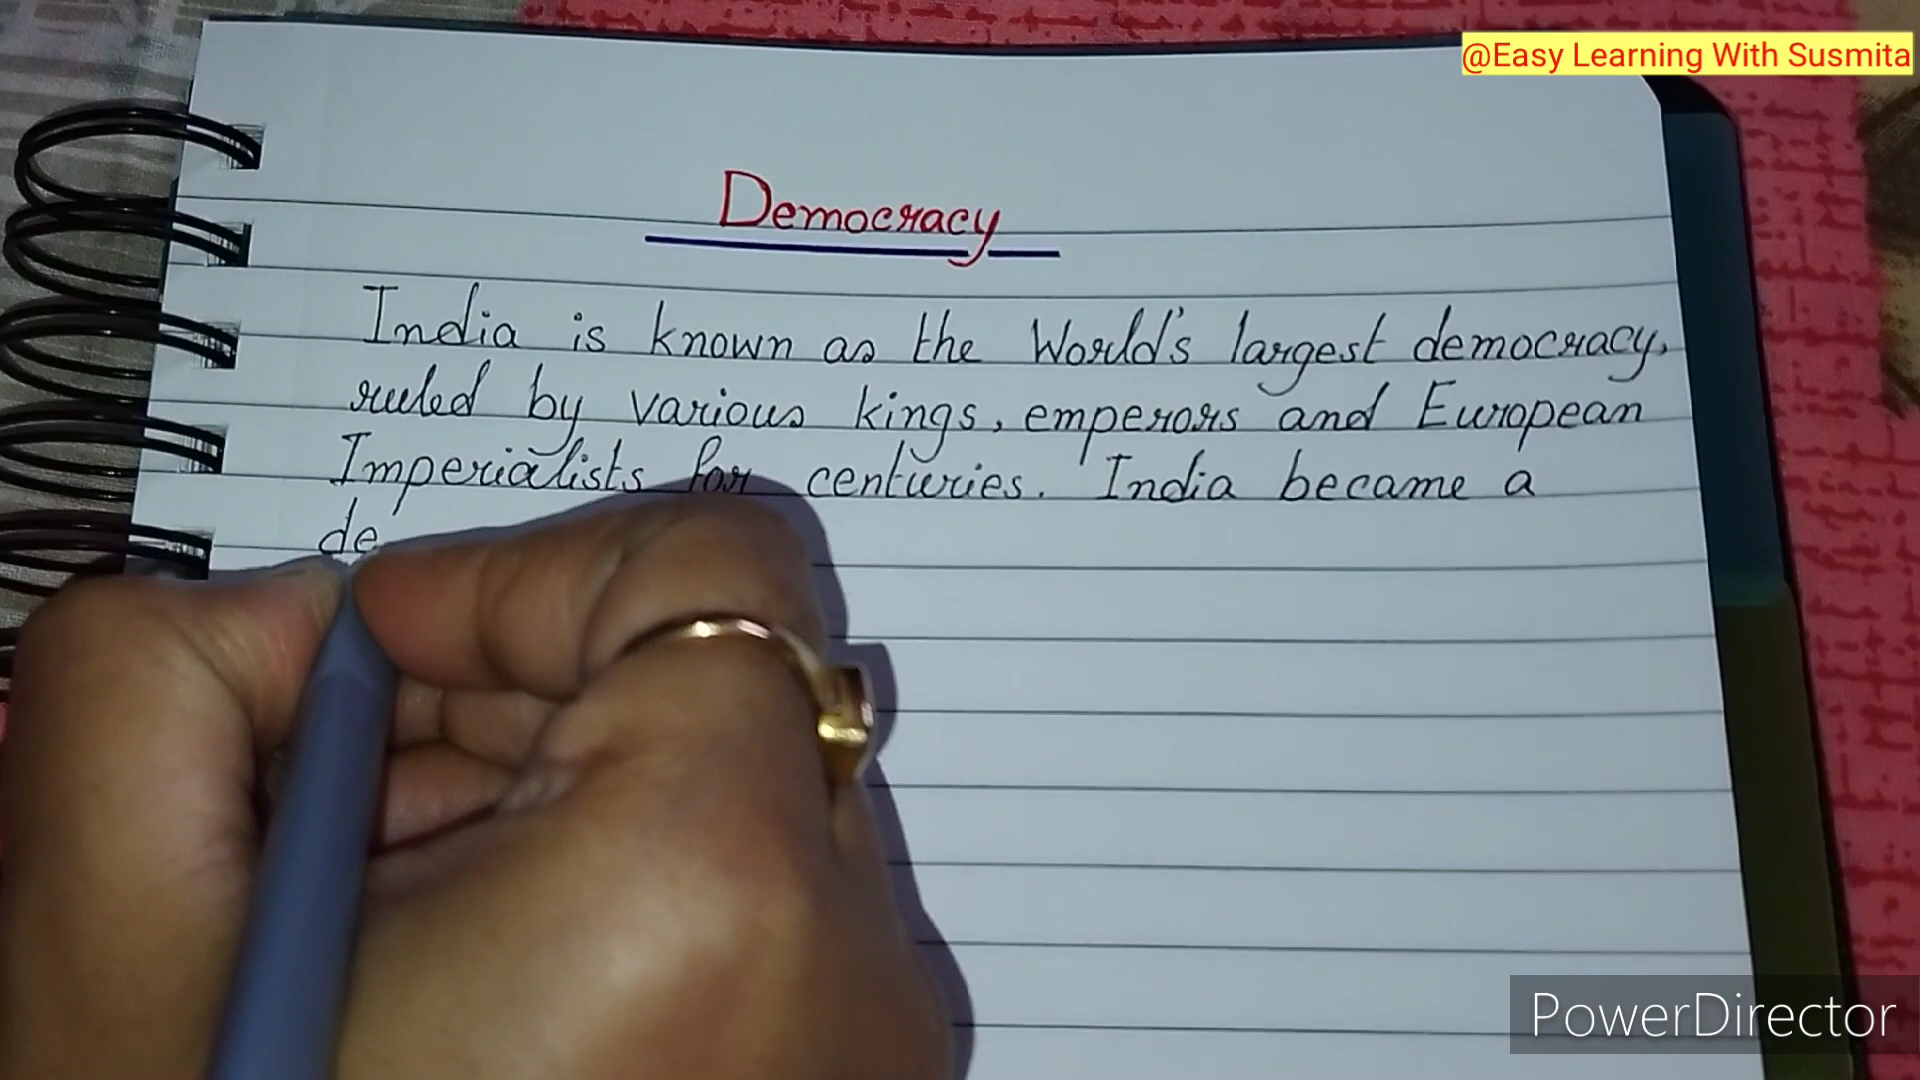 @Easy Learning With Susmita
Democracy
India is known as the World's largest democracy,
ruled by various kings, emperors and European
Imperialists for centuries. India became a
de
PowerDirector